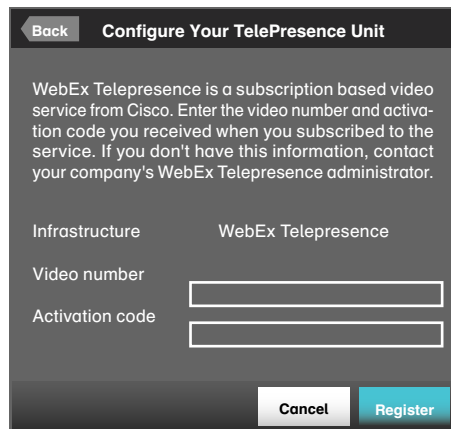 Back Configure Your TelePresence Unit
WebEx Telepresence is a subscription based video
service from Cisco. Enter the video number and activa-
tion code you received when you subscribed to the
service. If you don't have this information, contact
your company's WebEx Telepresence administrator.
Infrastructure WebEx Telepresence
Video number
Activation code
Cancel Register